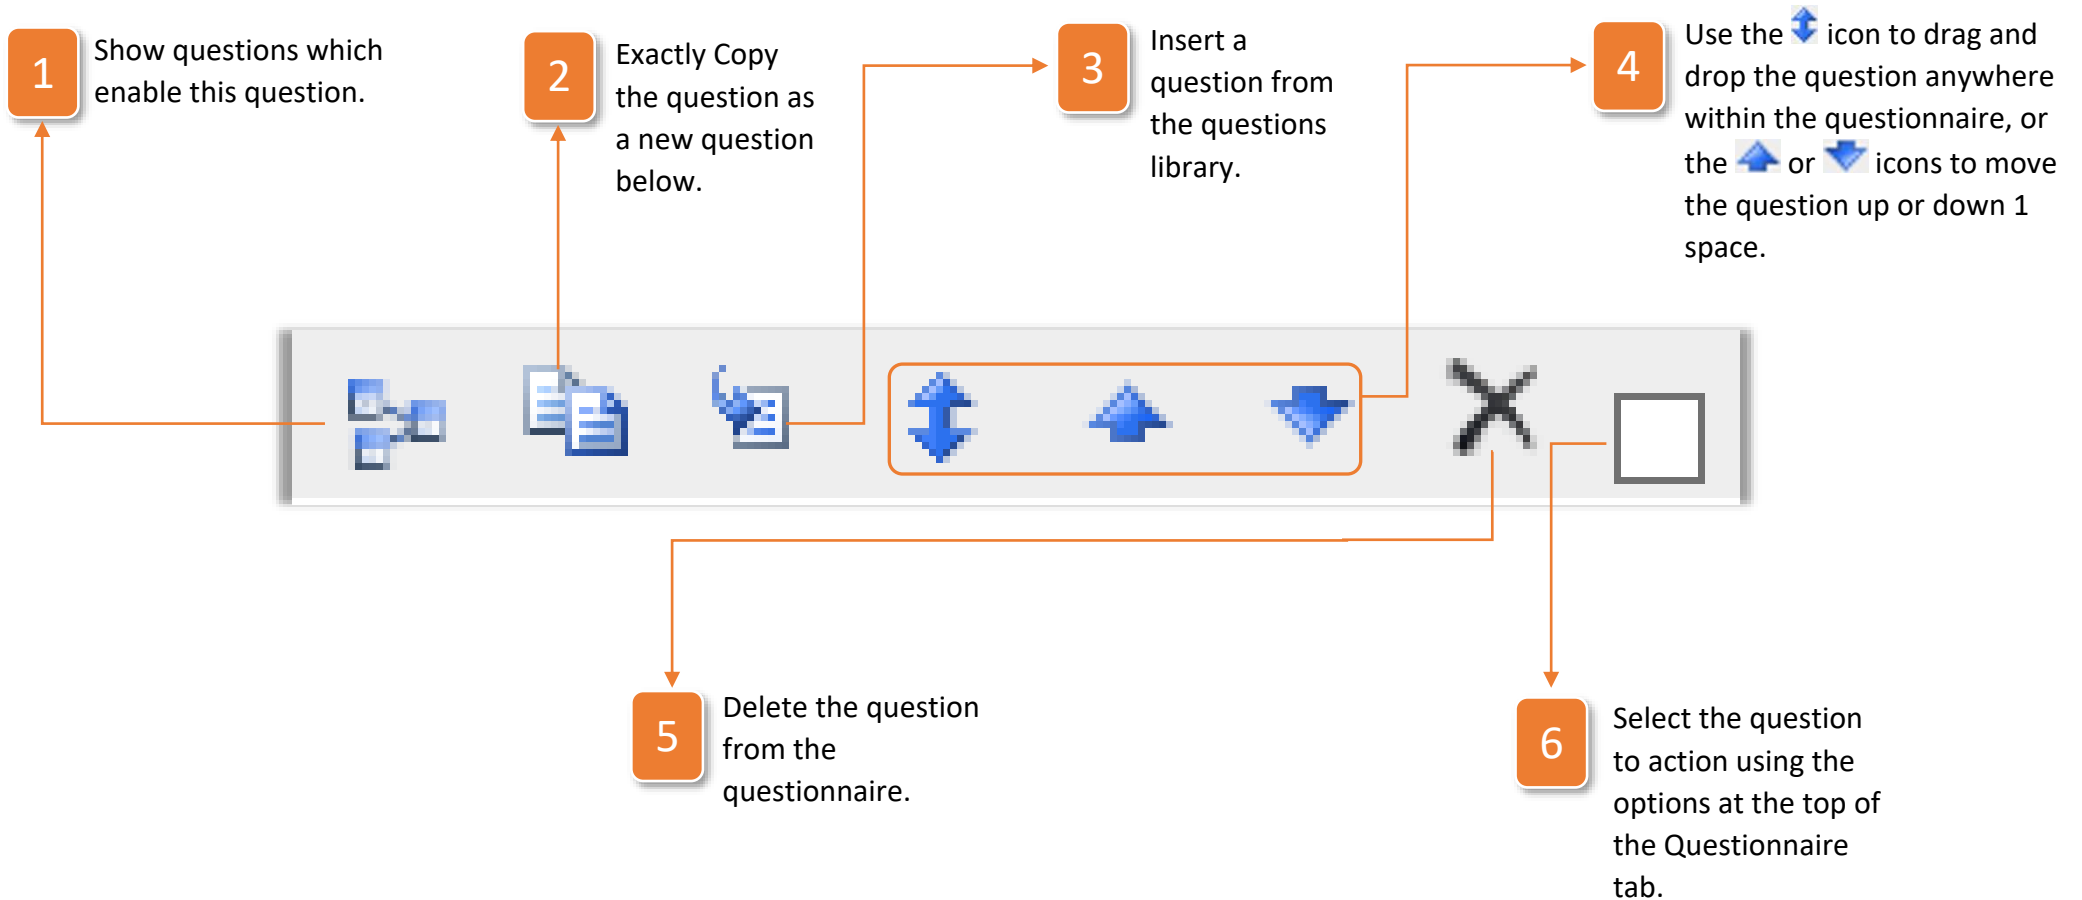 1
Show questions which
enable this question.
2
Exactly Copy
the question as
a new question
below.
3
Insert a
question from
the questions
library.
4
Use the icon to drag and
drop the question anywhere
within the questionnaire, or
the or icons to move
the question up or down 1
space.
5
Delete the question
from the
questionnaire.
6
Select the question
to action using the
options at the top of
the Questionnaire
tab.